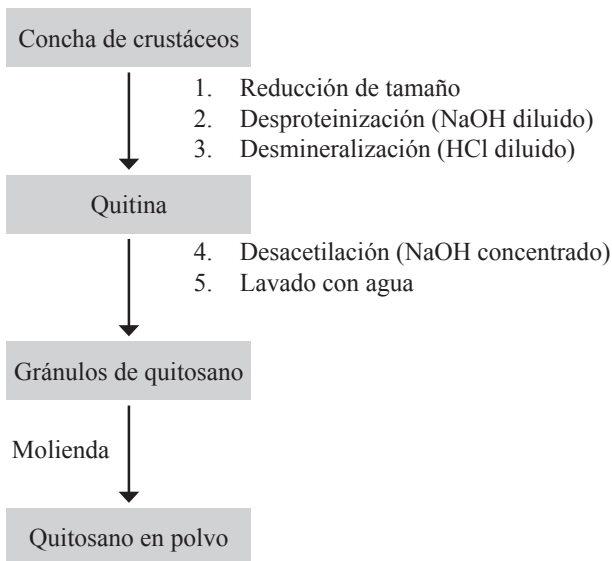 Concha de crustáceos
1. Reducción de tamaño
2. Desproteinización (NaOH diluido)
3. Desmineralización (HCl diluido)
Quitina
4. Desacetilación (NaOH concentrado)
5. Lavado con agua
Gránulos de quitosano
Molienda
Quitosano en polvo